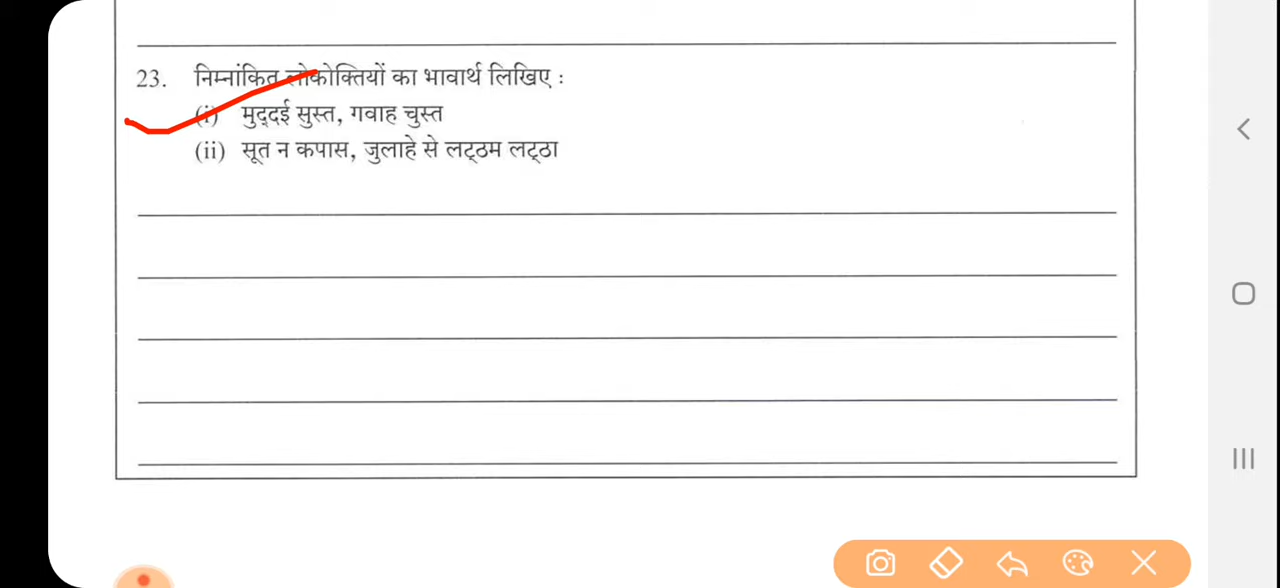 23. निम्नांकित लोकोक्तियों का भावार्थ लिखिए :
(i) मुद्‌दई सुस्त, गवाह चुस्त
(ii) सूत न कपास, जुलाहे से लट्‌ठम लट्‌ठा